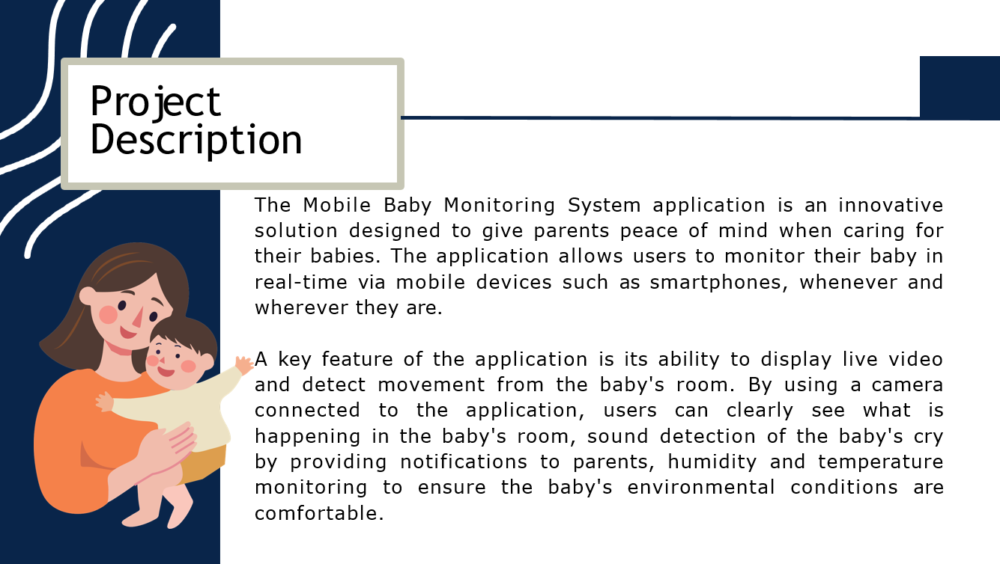 Project
Description
The Mobile Baby Monitoring System application is an innovative
solution designed to give parents peace of mind when caring for
their babies. The application allows users to monitor their baby in
real-time via mobile devices such as smartphones, whenever and
wherever they are.
A key feature of the application is its ability to display live video
and detect movement from the baby's room. By using a camera
connected to the application, users can clearly see what is
happening in the baby's room, sound detection of the baby's cry
by providing notifications to parents, humidity and temperature
monitoring to ensure the baby's environmental conditions are
comfortable.